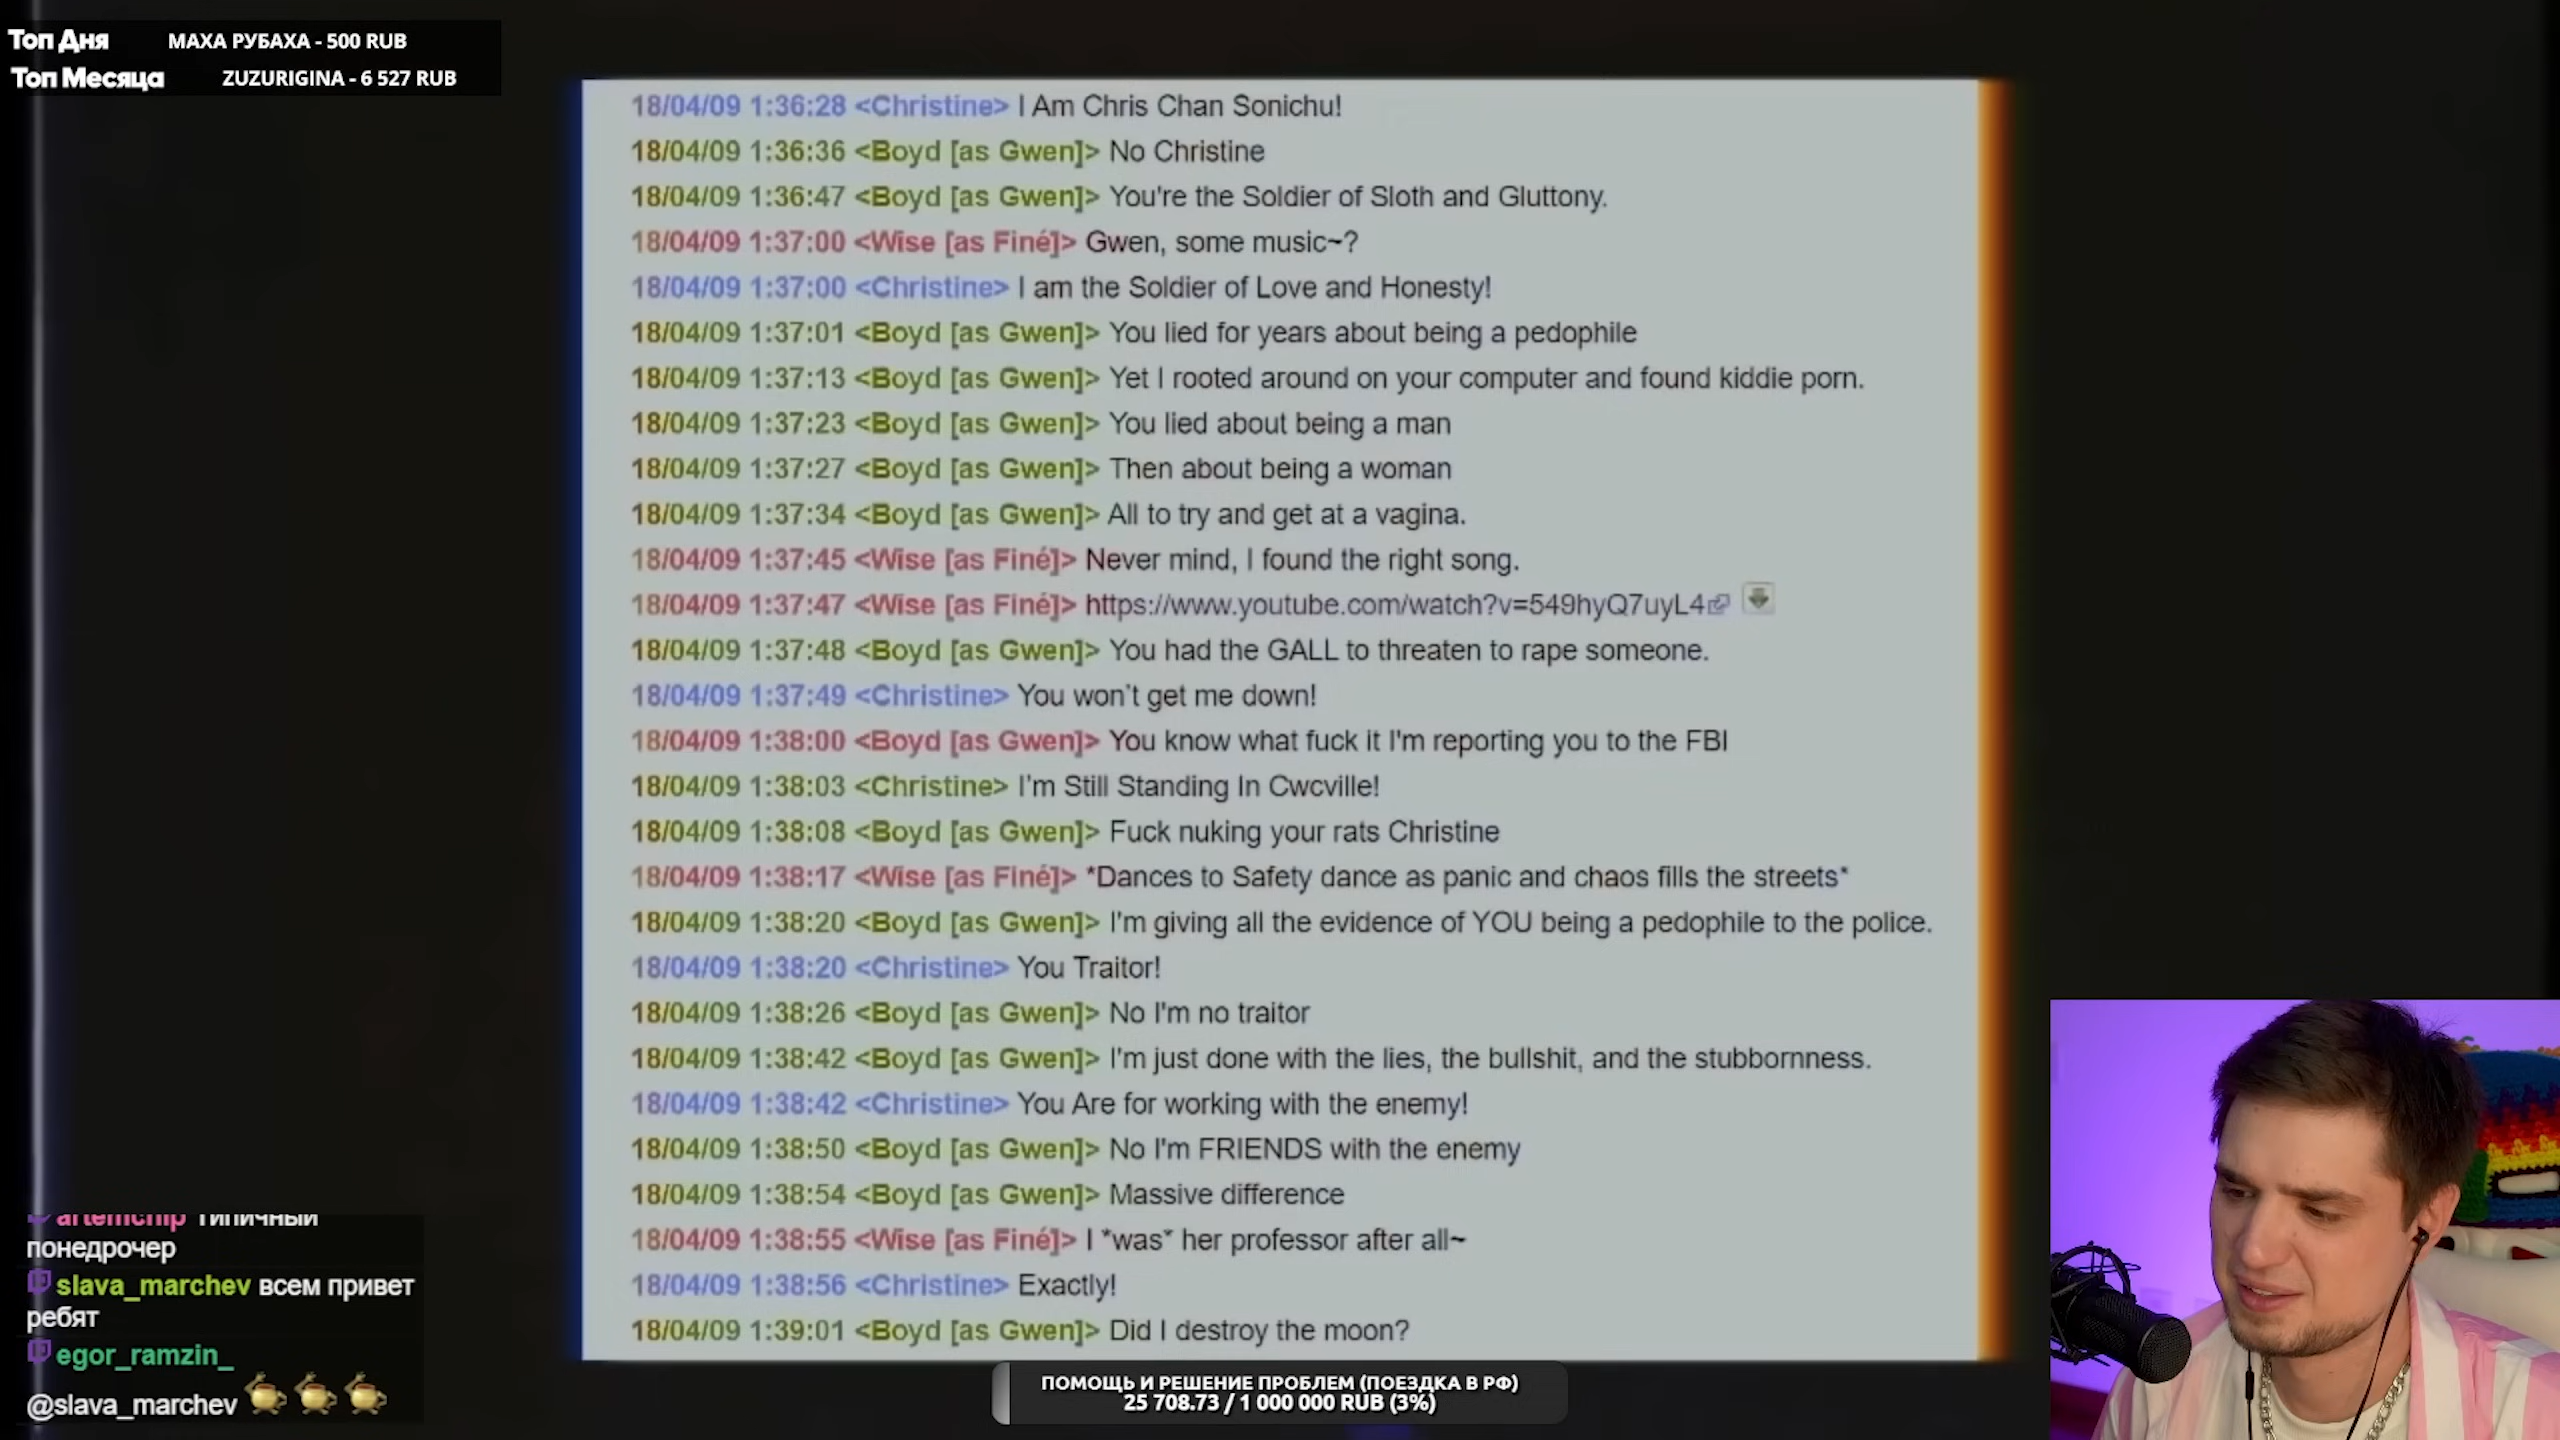 Топ Дня МАХА РУБАХА - 500 RUB
Топ Месяца ZUZURIGINA - 6 527 RUB
18/04/09 1:36:28 <Christine> I Am Chris Chan Sonichu!
18/04/09 1:36:36 <Boyd [as Gwen]> No Christine
18/04/09 1:36:47 <Boyd [as Gwen]> You're the Soldier of Sloth and Gluttony.
18/04/09 1:37:00 <Wise [as Finé]> Gwen, some music~?
18/04/09 1:37:00 <Christine> I am the Soldier of Love and Honesty!
18/04/09 1:37:01 <Boyd [as Gwen]> You lied for years about being a pedophile
18/04/09 1:37:13 <Boyd [as Gwen]> Yet I rooted around on your computer and found kiddie porn.
18/04/09 1:37:23 <Boyd [as Gwen]> You lied about being a man
18/04/09 1:37:27 <Boyd [as Gwen]> Then about being a woman
18/04/09 1:37:34 <Boyd [as Gwen]> All to try and get at a vagina.
18/04/09 1:37:45 <Wise [as Finé]> Never mind, I found the right song.
18/04/09 1:37:47 <Wise [as Finé]> https://www.youtube.com/watch?v=549hyQ7uyL4
18/04/09 1:37:48 <Boyd [as Gwen]> You had the GALL to threaten to rape someone.
18/04/09 1:37:49 <Christine> You won't get me down!
18/04/09 1:38:00 <Boyd [as Gwen]> You know what fuck it I'm reporting you to the FBI
18/04/09 1:38:03 <Christine> I'm Still Standing In Cwcville!
18/04/09 1:38:08 <Boyd [as Gwen]> Fuck nuking your rats Christine
18/04/09 1:38:17 <Wise [as Finé]> *Dances to Safety dance as panic and chaos fills the streets*
18/04/09 1:38:20 <Boyd [as Gwen]> I'm giving all the evidence of YOU being a pedophile to the police.
18/04/09 1:38:20 <Christine> You Traitor!
18/04/09 1:38:26 <Boyd [as Gwen]> No I'm no traitor
18/04/09 1:38:42 <Boyd [as Gwen]> I'm just done with the lies, the bullshit, and the stubbornness.
18/04/09 1:38:42 <Christine> You Are for working with the enemy!
18/04/09 1:38:50 <Boyd [as Gwen]> No I'm FRIENDS with the enemy
18/04/09 1:38:54 <Boyd [as Gwen]> Massive difference
18/04/09 1:38:55 <Wise [as Finé]> I *was* her professor after all~
18/04/09 1:38:56 <Christine> Exactly!
18/04/09 1:39:01 <Boyd [as Gwen]> Did I destroy the moon?
artemchip типичный
понедрочер
slava_marchev всем привет
ребят
egor_ramzin_
@slava_marchev
ПОМОЩЬ И РЕШЕНИЕ ПРОБЛЕМ (ПОЕЗДКА В РФ)
25 708.73 / 1 000 000 RUB (3%)